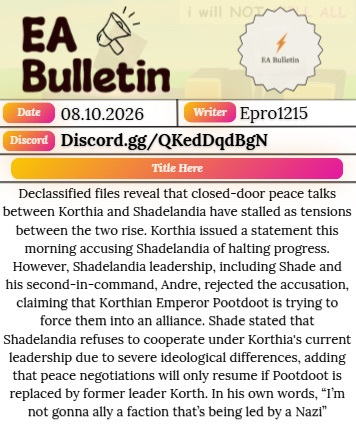 i will NOT ALL
EA
Bulletin
EA Bulletin
Date 08.10.2026 Writer Epro1215
Discord Discord.gg/QKedDqdBgN
Title Here
Declassified files reveal that closed-door peace talks
between Korthia and Shadelandia have stalled as tensions
between the two rise. Korthia issued a statement this
morning accusing Shadelandia of halting progress.
However, Shadelandia leadership, including Shade and
his second-in-command, Andre, rejected the accusation,
claiming that Korthian Emperor Pootdoot is trying to
force them into an alliance. Shade stated that
Shadelandia refuses to cooperate under Korthia's current
leadership due to severe ideological differences, adding
that peace negotiations will only resume if Pootdoot is
replaced by former leader Korth. In his own words, “I’m
not gonna ally a faction that’s being led by a Nazi”